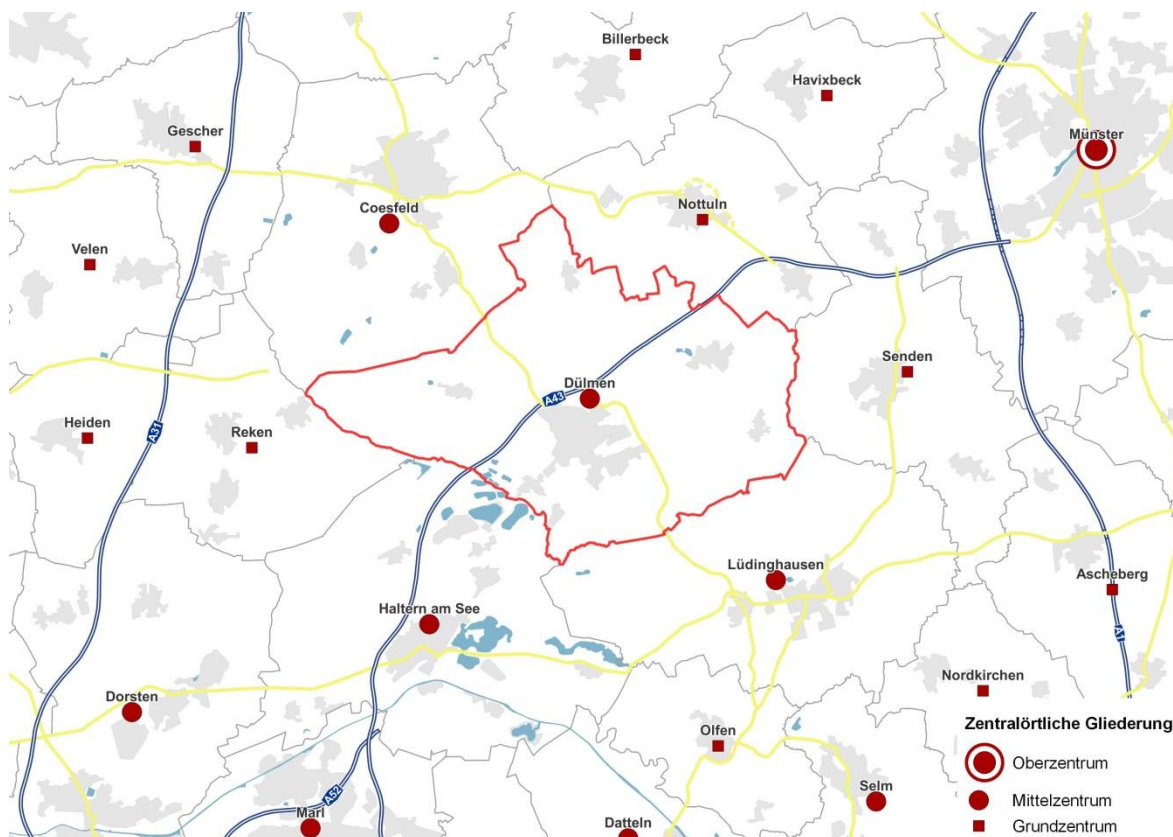 Billerbeck
Havixbeck
Gescher
Münster
Coesfeld
Nottuln
Velen
Senden
Dülmen
A43
Heiden
A31
Reken
Lüdinghausen
Ascheberg
Haltern am See
A1
Nordkirchen
Dorsten
Olfen
Selm
A52
Marl
Datteln
Zentralörtliche Gliederung
Oberzentrum
Mittelzentrum
Grundzentrum